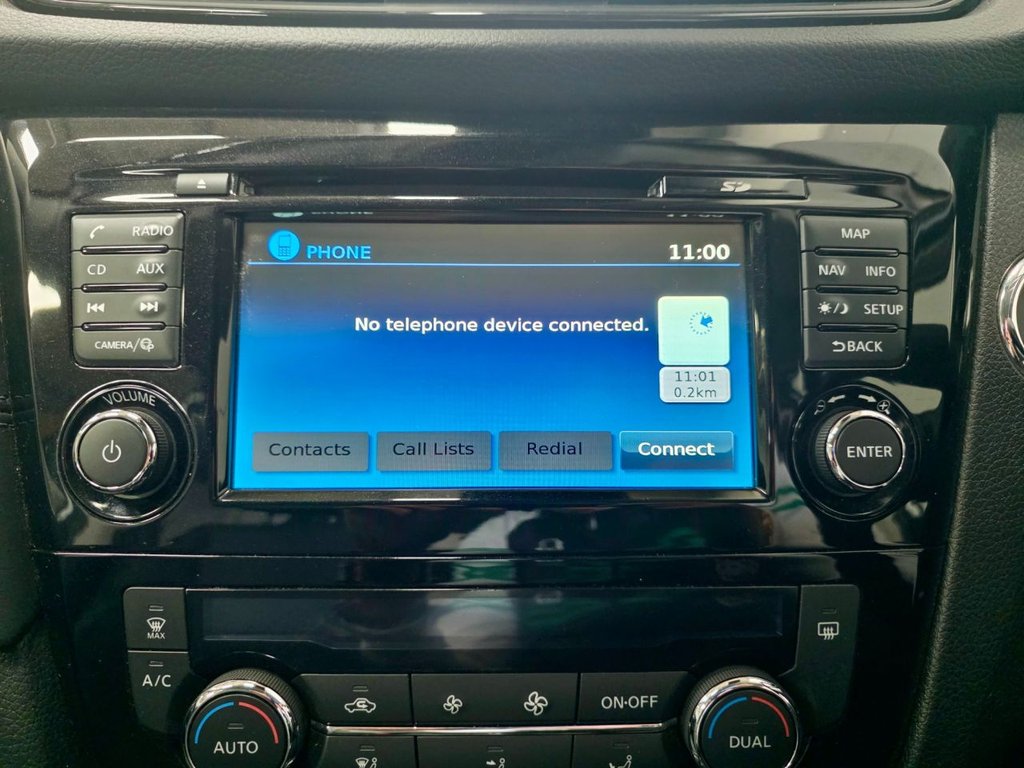 SD
RADIO
CD AUX
CAMERA/
VOLUME
PHONE 11:00
No telephone device connected.
11:01
0.2km
Contacts Call Lists Redial Connect
MAP
NAV INFO
SETUP
BACK
ENTER
MAX
A/C
AUTO
ON·OFF
DUAL